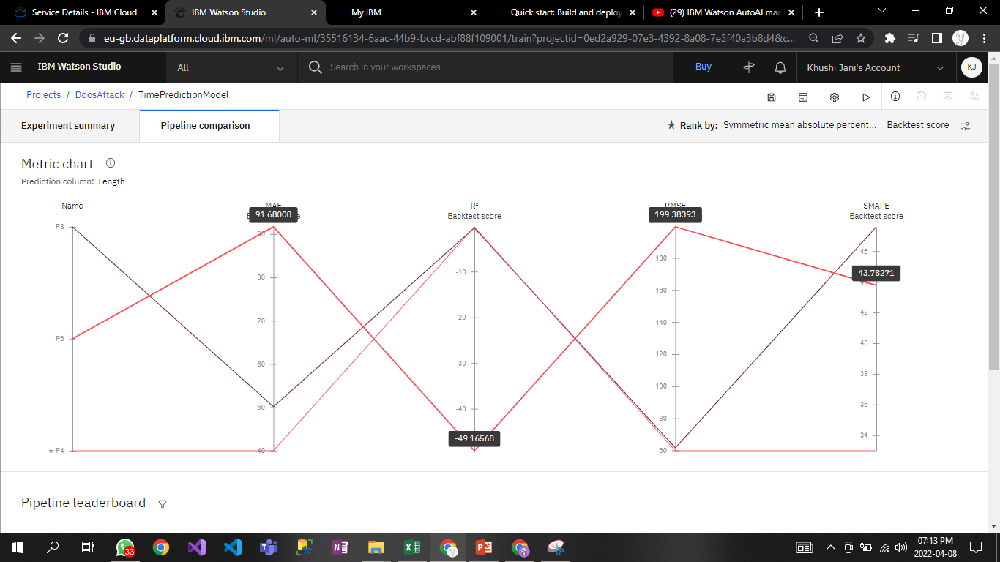 Service Details - IBM Cloud
IBM Watson Studio
My IBM
Quick start: Build and deploy
(29) IBM Watson AutoAI mac
eu-gb.dataplatform.cloud.ibm.com/ml/auto-ml/35516134-6aac-44b9-bccd-abf88f109001/train?projectid=0ed2a929-07e3-4392-8a08-7e3f40a3b8d4&c...
IBM Watson Studio
All
Search in your workspaces
Buy
Khushi Jani's Account
KJ
Projects / DdosAttack / TimePredictionModel
Experiment summary
Pipeline comparison
★ Rank by: Symmetric mean absolute percent... | Backtest score
Metric chart
Prediction column: Length
Name
MAE
R²
RMSE
SMAPE
Backtest score
Backtest score
91.68000
199.38393
P8
P6
★ P4
90
80
70
60
50
40
-10
-20
-30
-40
-49.16568
180
160
140
120
100
80
60
46
43.78271
44
42
40
38
36
34
Pipeline leaderboard
33
07:13 PM
2022-04-08